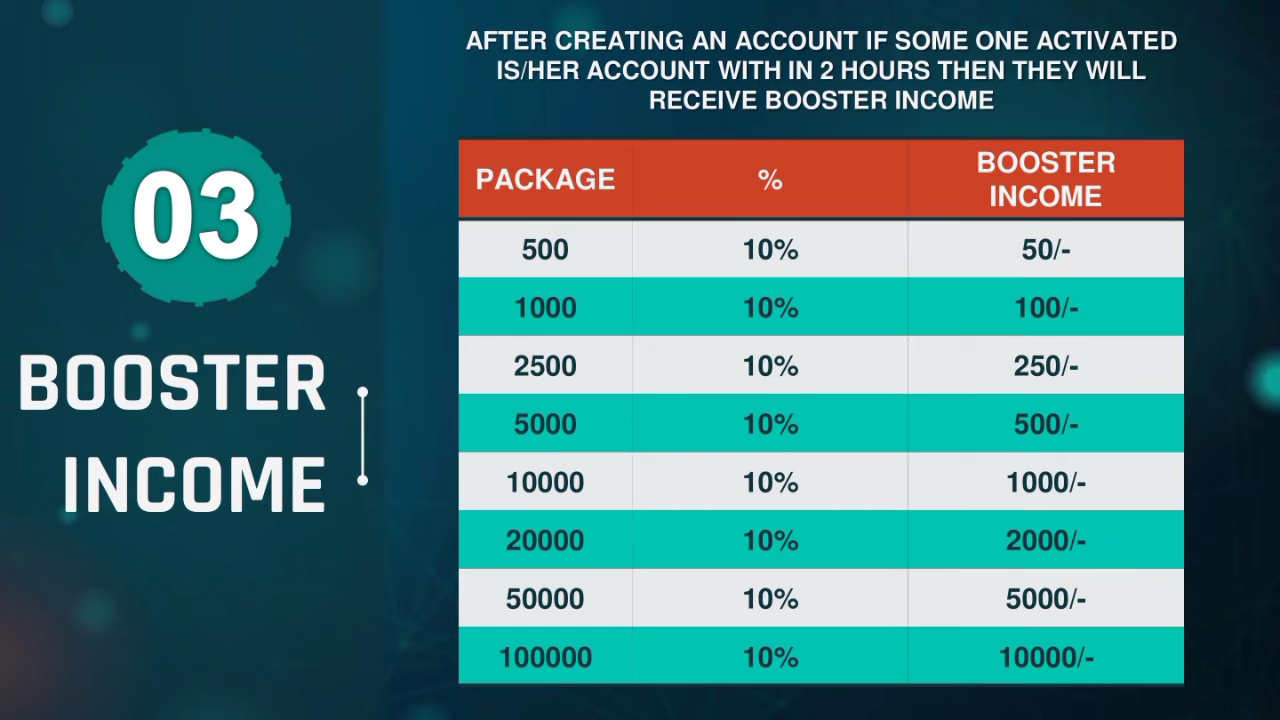 AFTER CREATING AN ACCOUNT IF SOME ONE ACTIVATED
IS/HER ACCOUNT WITH IN 2 HOURS THEN THEY WILL
RECEIVE BOOSTER INCOME
03
BOOSTER
INCOME
PACKAGE % BOOSTER INCOME
500 10% 50/-
1000 10% 100/-
2500 10% 250/-
5000 10% 500/-
10000 10% 1000/-
20000 10% 2000/-
50000 10% 5000/-
100000 10% 10000/-